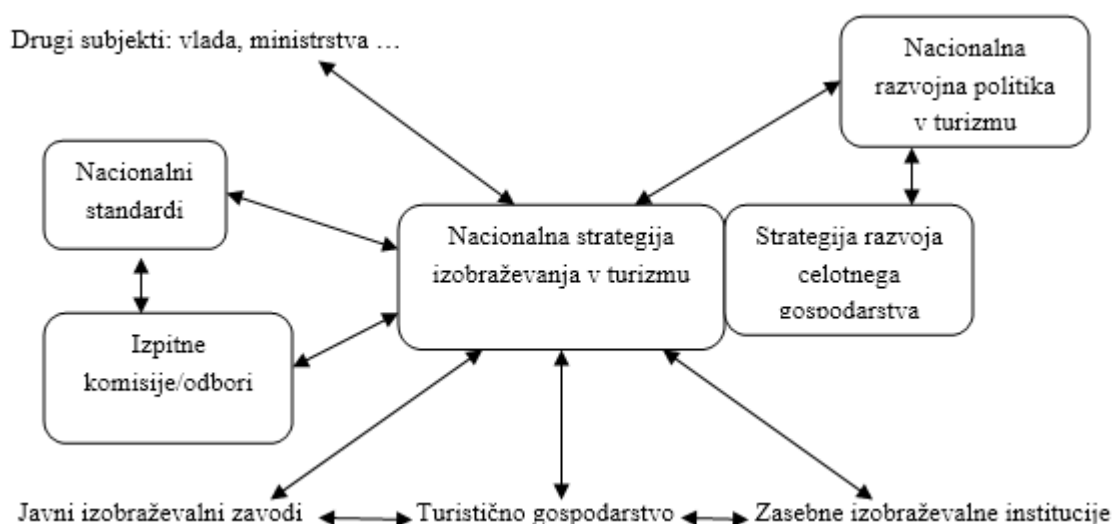 Drugi subjekti: vlada, ministrstva …
Nacionalna
razvojna politika
v turizmu
Nacionalni
standardi
Nacionalna strategija
izobraževanja v turizmu
Strategija razvoja
celotnega
gospodarstva
Izpitne
komisije/odbori
Javni izobraževalni zavodi
Turistično gospodarstvo
Zasebne izobraževalne institucije